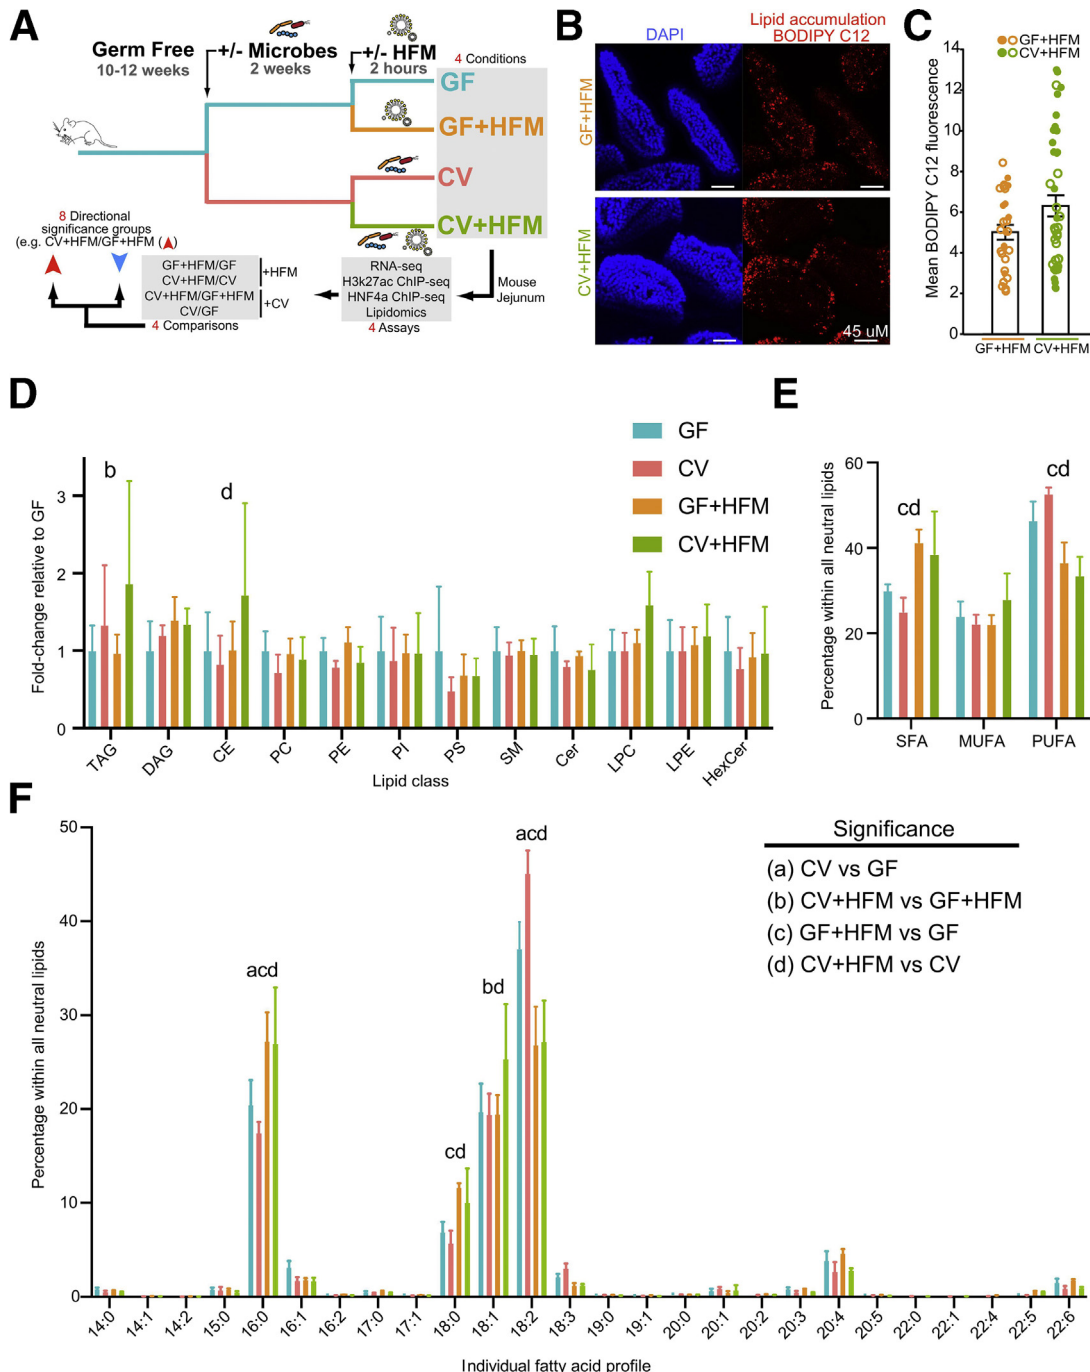 A
Germ Free
10-12 weeks
+/- Microbes
2 weeks
+/- HFM
2 hours
4 Conditions
GF
GF+HFM
CV
CV+HFM
8 Directional
significance groups
(e.g. CV+HFM/GF+HFM (
)
GF+HFM/GF
CV+HFM/CV
CV+HFM/GF+HFM
CV/GF
+HFM
+CV
4 Comparisons
RNA-seq
H3k27ac ChIP-seq
HNF4a ChIP-seq
Lipidomics
4 Assays
Mouse
Jejunum
B
DAPI
Lipid accumulation
BODIPY C12
GF+HFM
CV+HFM
45 uM
C
GF+HFM
CV+HFM
Mean BODIPY C12 fluorescence
14
12
10
8
6
4
2
0
GF+HFM
CV+HFM
D
GF
CV
GF+HFM
CV+HFM
Fold-change relative to GF
3
2
1
0
b
d
TAG
DAG
CE
PC
PE
PI
PS
SM
Cer
LPC
LPE
HexCer
Lipid class
E
Percentage within all neutral lipids
60
40
20
0
cd
cd
SFA
MUFA
PUFA
F
Percentage within all neutral lipids
50
40
30
20
10
0
acd
cd
bd
acd
Significance
(a) CV vs GF
(b) CV+HFM vs GF+HFM
(c) GF+HFM vs GF
(d) CV+HFM vs CV
14:0
14:1
14:2
15:0
16:0
16:1
16:2
17:0
17:1
18:0
18:1
18:2
18:3
19:0
19:1
20:0
20:1
20:2
20:3
20:4
20:5
22:0
22:1
22:4
22:5
22:6
Individual fatty acid profile